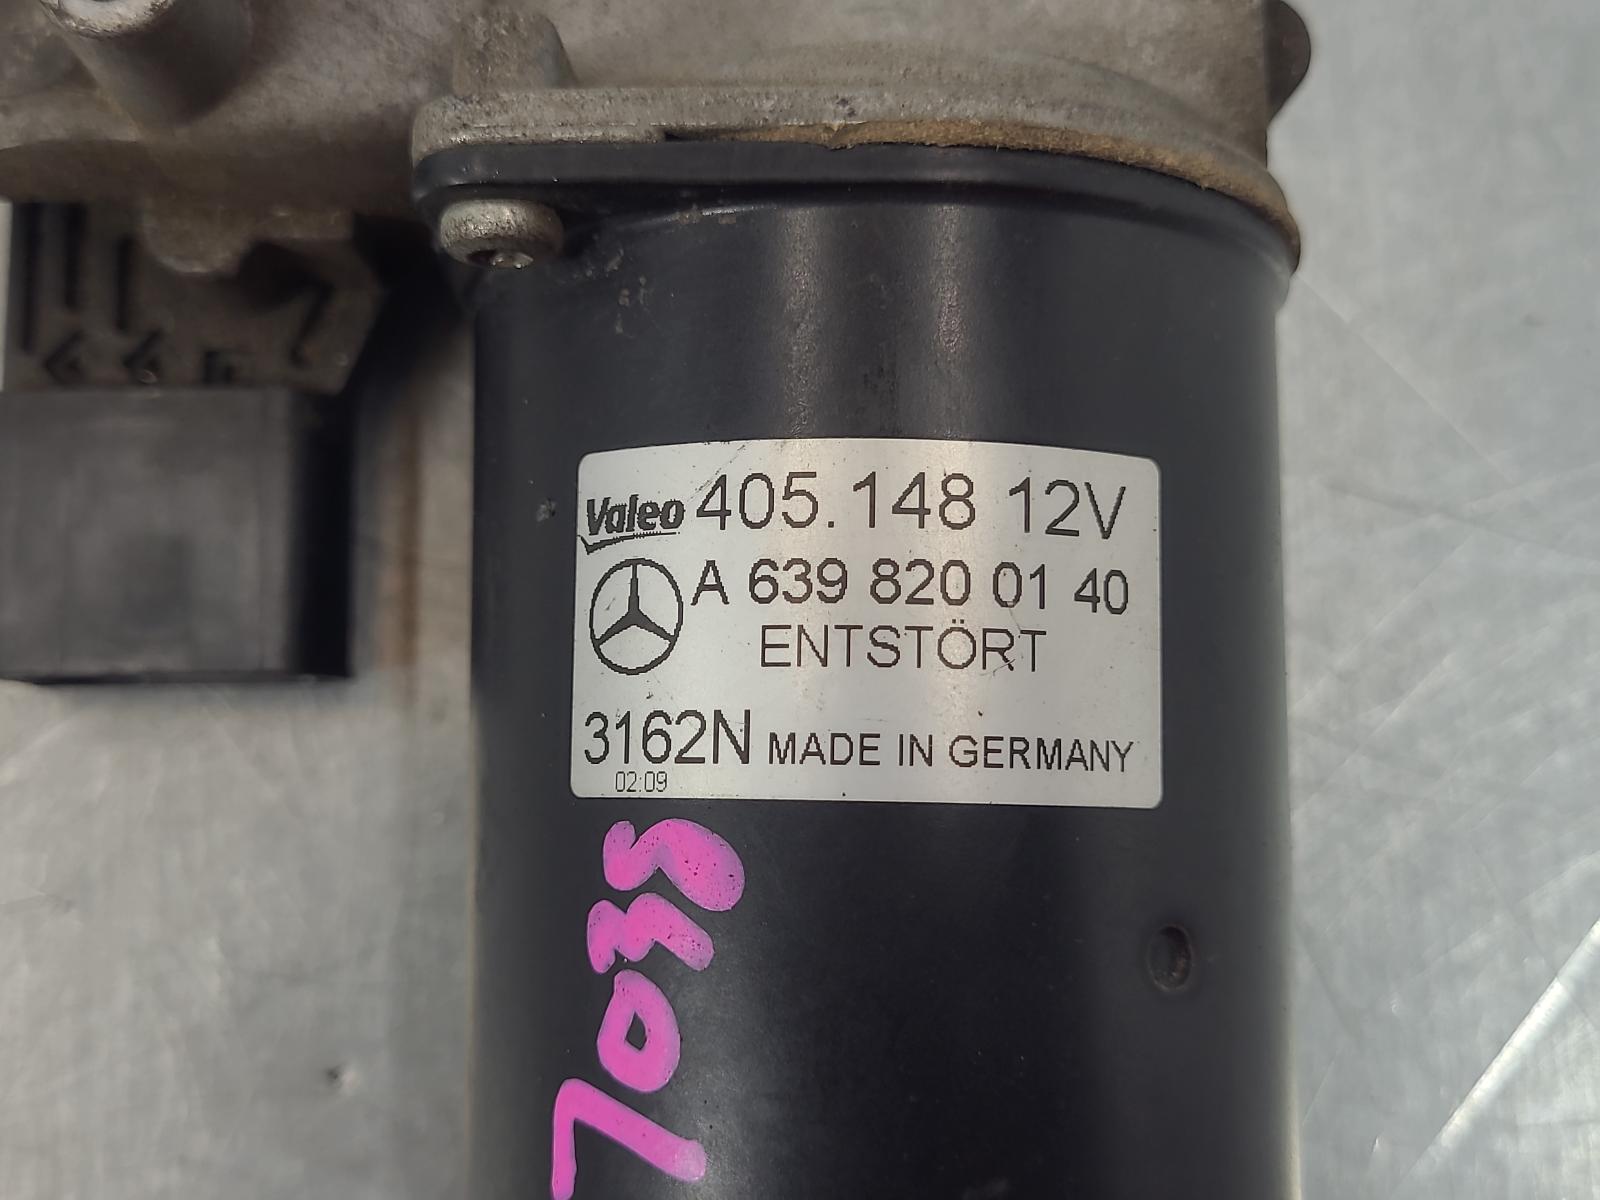 Valeo 405.148 12V
A 639 820 01 40
ENTSTÖRT
3162N MADE IN GERMANY
02:09
7035